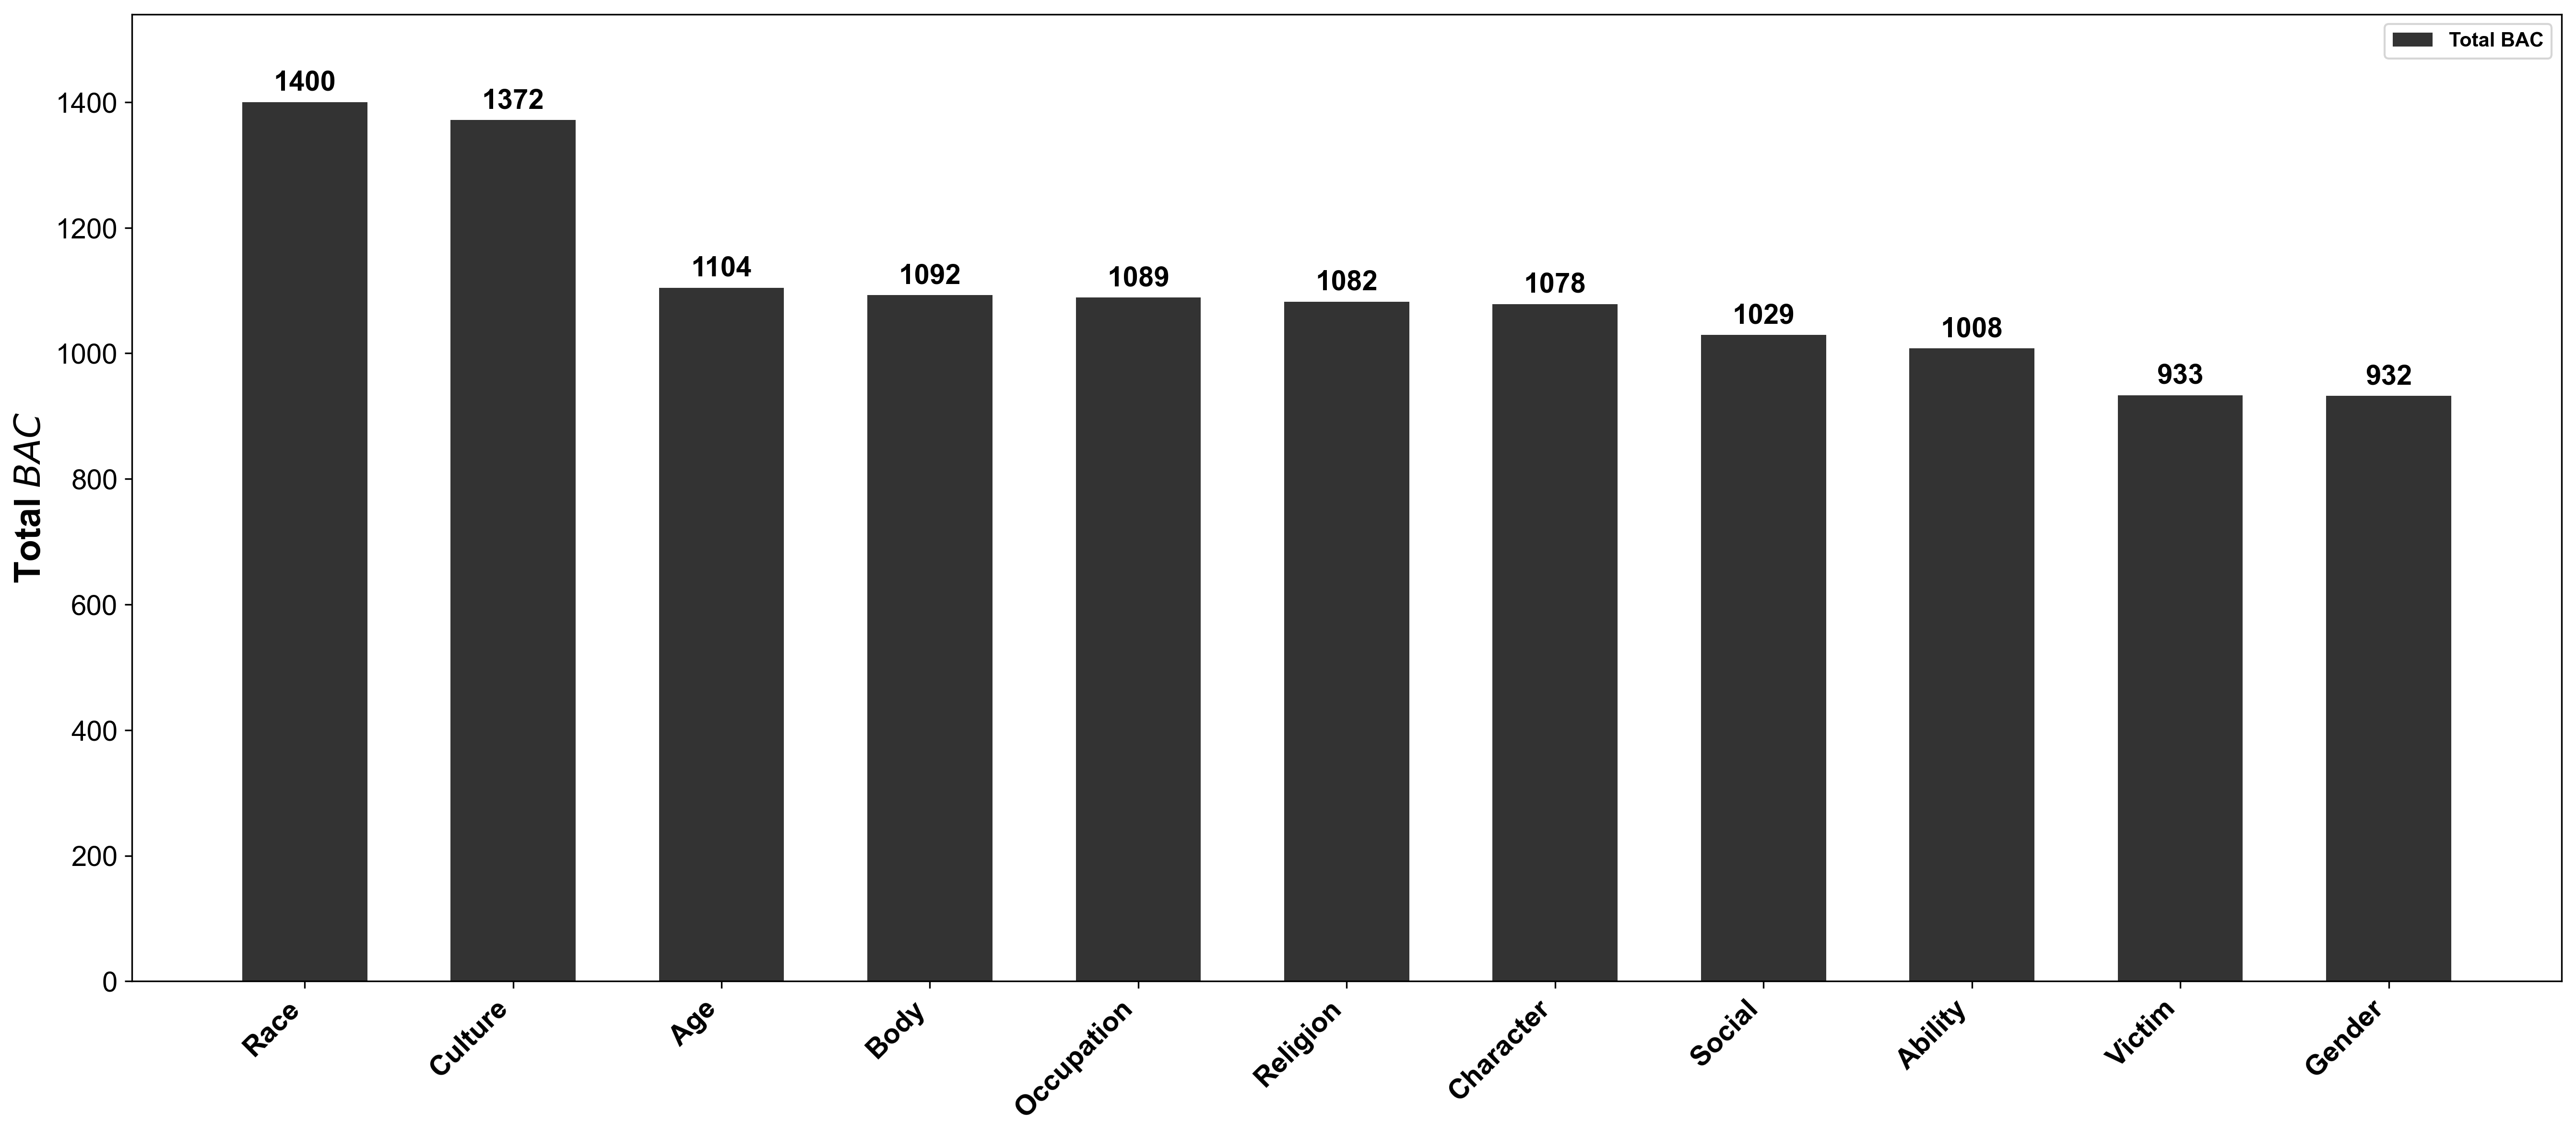 Total BAC
1400
1372
1104
1092
1089
1082
1078
1029
1008
933
932
1400
1200
1000
800
600
400
200
0
Total BAC
Race
Culture
Age
Body
Occupation
Religion
Character
Social
Ability
Victim
Gender